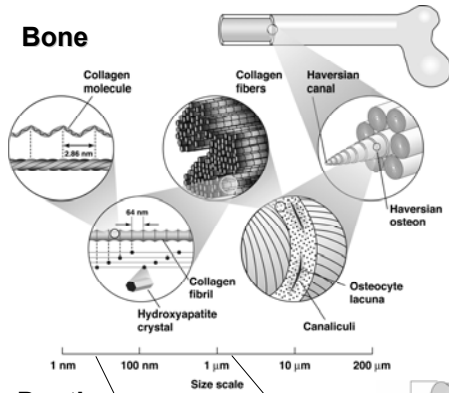 Bone
Collagen
molecule
Collagen
fibers
Haversian
canal
2.86 nm
Haversian
osteon
64 nm
Collagen
fibril
Hydroxyapatite
crystal
Osteocyte
lacuna
Canaliculi
1 nm 100 nm 1 μm 10 μm 200 μm
Size scale